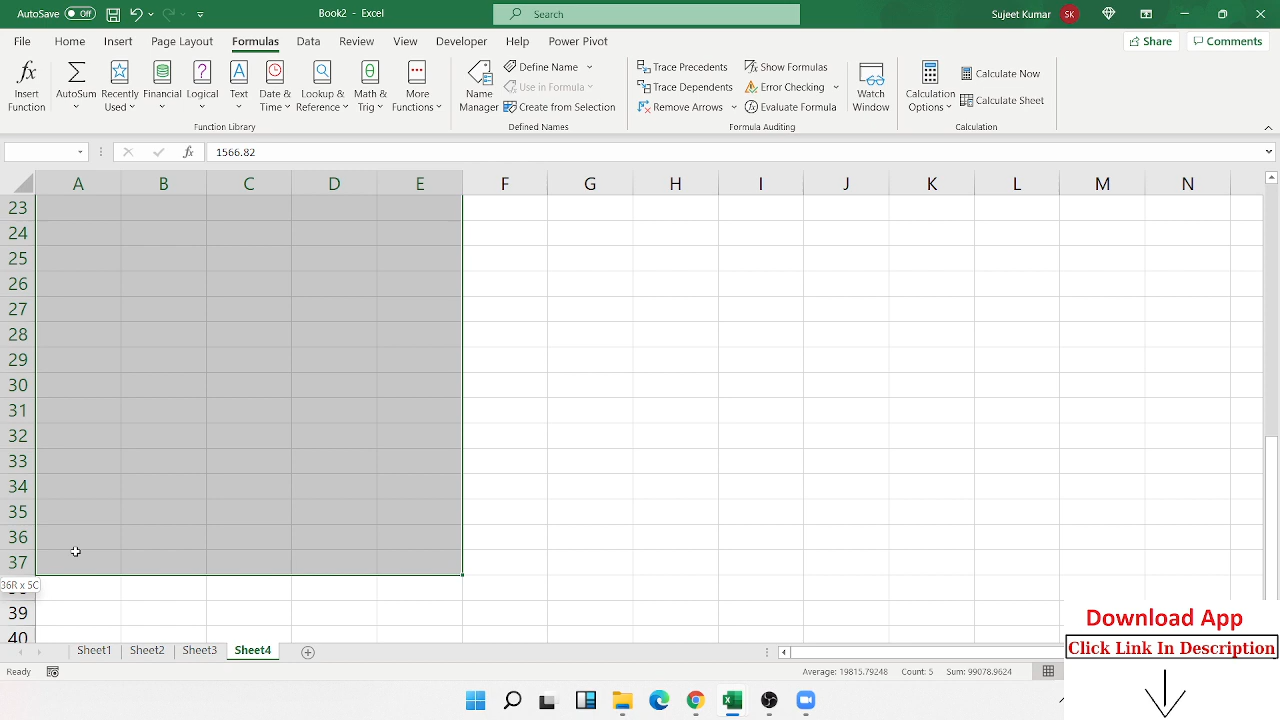 AutoSave Off Book2 - Excel Search Sujeet Kumar SK
File Home Insert Page Layout Formulas Data Review View Developer Help Power Pivot Share Comments
Insert Function AutoSum Recently Used Financial Logical Text Date & Time Lookup & Reference Math & Trig More Functions
Function Library
Name Manager Define Name Use in Formula Create from Selection
Defined Names
Trace Precedents Trace Dependents Remove Arrows Show Formulas Error Checking Evaluate Formula Watch Window
Formula Auditing
Calculation Options Calculate Now Calculate Sheet
Calculation
fx 1566.82
A B C D E F G H I J K L M N
23
24
25
26
27
28
29
30
31
32
33
34
35
36
37
36R x 5C
39
40
Download App
Click Link In Description
Sheet1 Sheet2 Sheet3 Sheet4
Ready Average: 19815.79248 Count: 5 Sum: 99078.9624